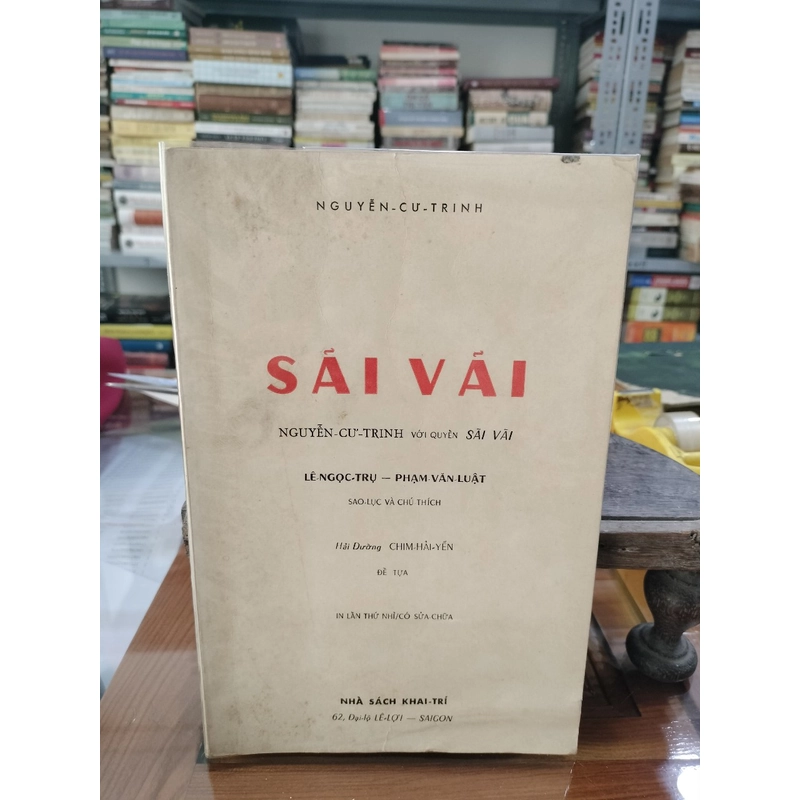 NGUYỄN-CƯ-TRINH
SÃI VÃI
NGUYỄN-CƯ-TRINH VỚI QUYỂN SÃI VÃI
LÊ-NGỌC-TRỤ — PHẠM-VĂN-LUẬT
SAO-LỤC VÀ CHÚ THÍCH
Hải Dường CHIM-HẢI-YẾN
ĐỀ TỰA
IN LẦN THỨ NHÌ/CÓ SỬA CHỮA
NHÀ SÁCH KHAI-TRÍ
62, Đại-lộ LÊ-LỢI — SAIGON